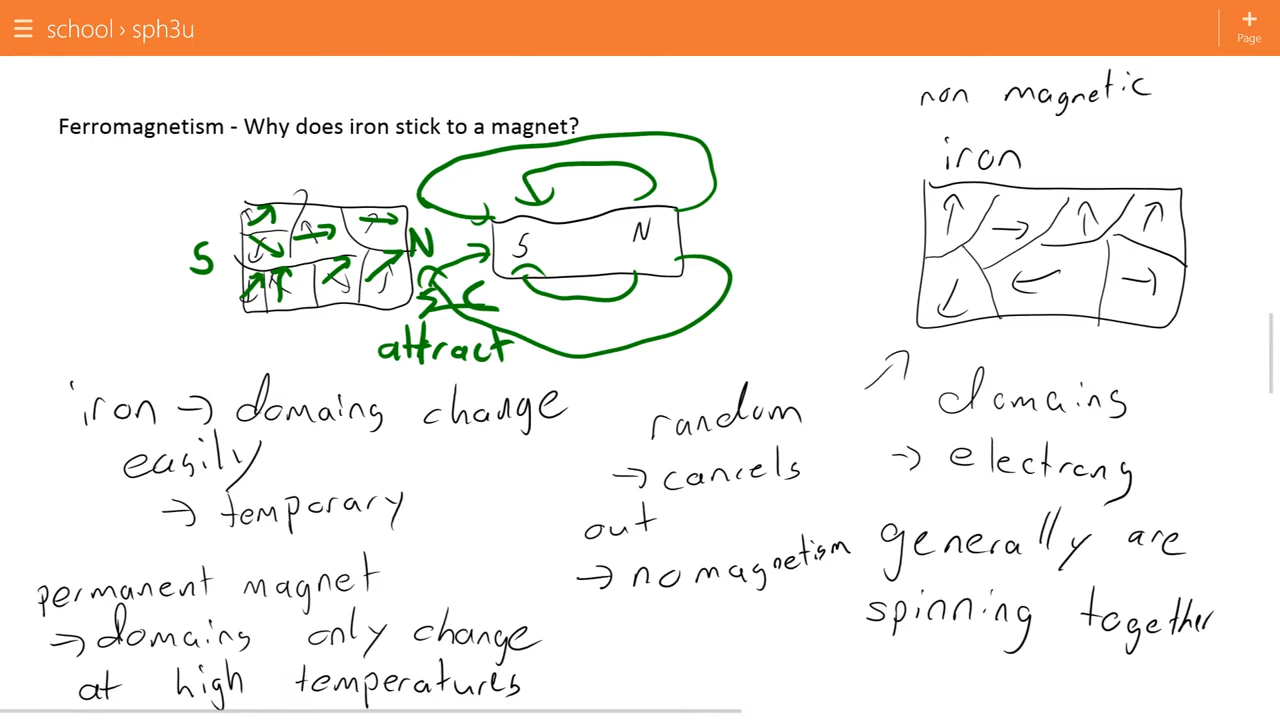 school › sph3u
Page
Ferromagnetism - Why does iron stick to a magnet?
S
N
S
N
attract
iron → domains change
easily
→ temporary
permanent magnet
→ domains only change
at high temperatures
random
→ cancels
out
→ no magnetism
non magnetic
iron
domains
→ electrons
generally are
spinning together